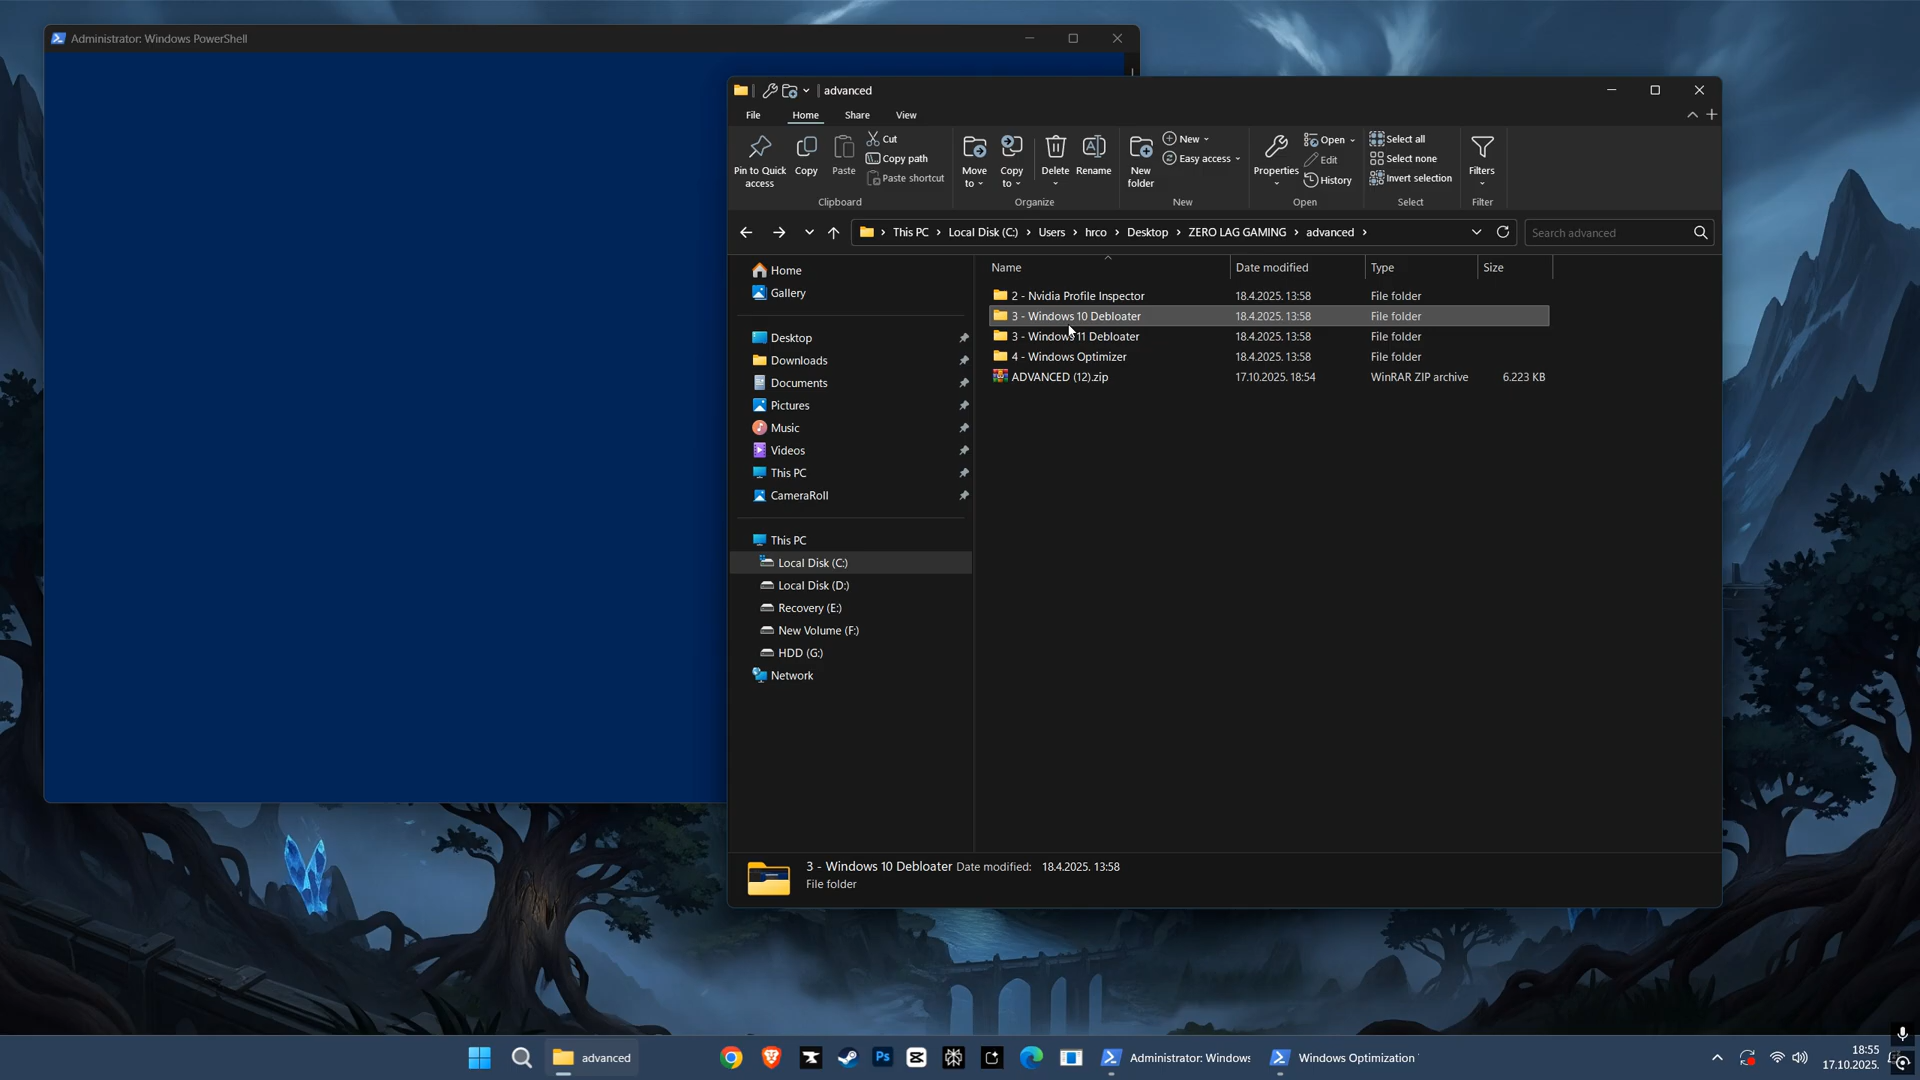 Administrator: Windows PowerShell
advanced
File Home Share View
Pin to Quick access
Copy
Paste
Cut
Copy path
Paste shortcut
Clipboard
Move to
Copy to
Delete
Rename
Organize
New folder
New
Easy access
New
Properties
Open
Edit
History
Open
Select all
Select none
Invert selection
Select
Filters
Filter
This PC › Local Disk (C:) › Users › hrco › Desktop › ZERO LAG GAMING › advanced ›
Search advanced
Home
Gallery
Desktop
Downloads
Documents
Pictures
Music
Videos
This PC
CameraRoll
This PC
Local Disk (C:)
Local Disk (D:)
Recovery (E:)
New Volume (F:)
HDD (G:)
Network
Name Date modified Type Size
2 - Nvidia Profile Inspector 18.4.2025. 13:58 File folder
3 - Windows 10 Debloater 18.4.2025. 13:58 File folder
3 - Windows 11 Debloater 18.4.2025. 13:58 File folder
4 - Windows Optimizer 18.4.2025. 13:58 File folder
ADVANCED (12).zip 17.10.2025. 18:54 WinRAR ZIP archive 6.223 KB
3 - Windows 10 Debloater Date modified: 18.4.2025. 13:58
File folder
advanced
Ps
Administrator: Windows
Windows Optimization
18:55
17.10.2025.